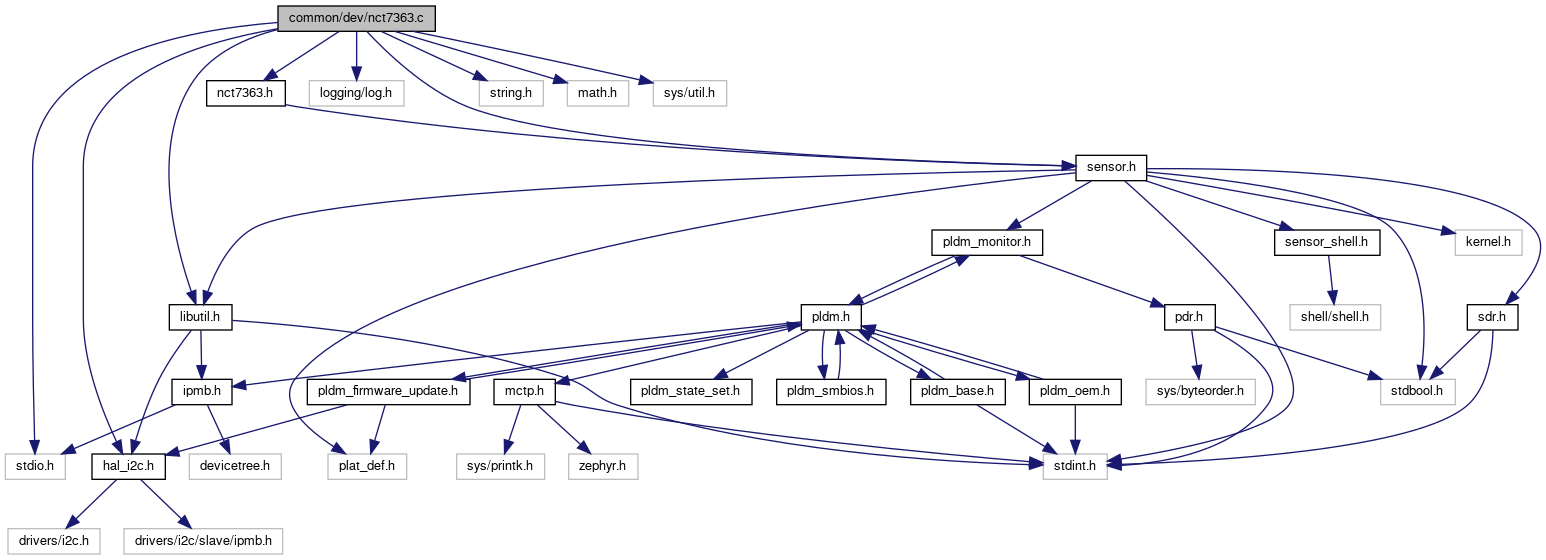 common/dev/nct7363.c
nct7363.h
logging/log.h
string.h
math.h
sys/util.h
sensor.h
pldm_monitor.h
sensor_shell.h
kernel.h
libutil.h
pldm.h
pdr.h
shell/shell.h
sdr.h
ipmb.h
pldm_firmware_update.h
mctp.h
pldm_state_set.h
pldm_smbios.h
pldm_base.h
pldm_oem.h
sys/byteorder.h
stdbool.h
stdio.h
hal_i2c.h
devicetree.h
plat_def.h
sys/printk.h
zephyr.h
stdint.h
drivers/i2c.h
drivers/i2c/slave/ipmb.h